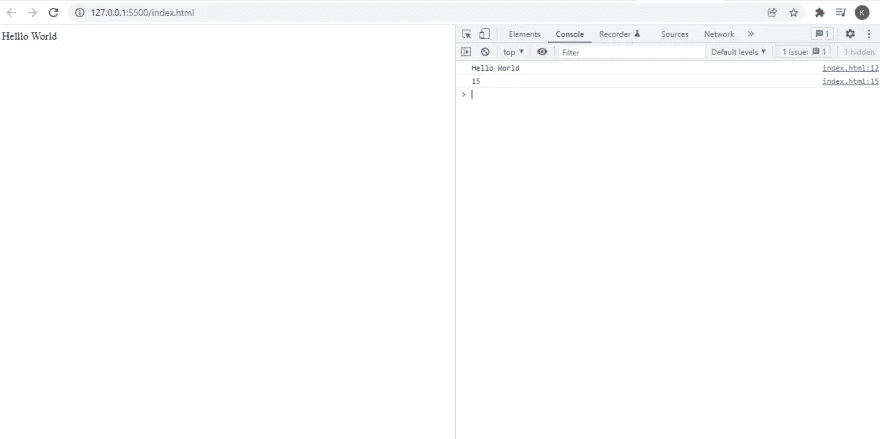 127.0.0.1:5500/index.html
K
Helllo World
Elements Console Recorder Sources Network » 1
top ▼ Filter Default levels ▼ 1 Issue: 1 1 hidden
Hello World index.html:12
15 index.html:15
>